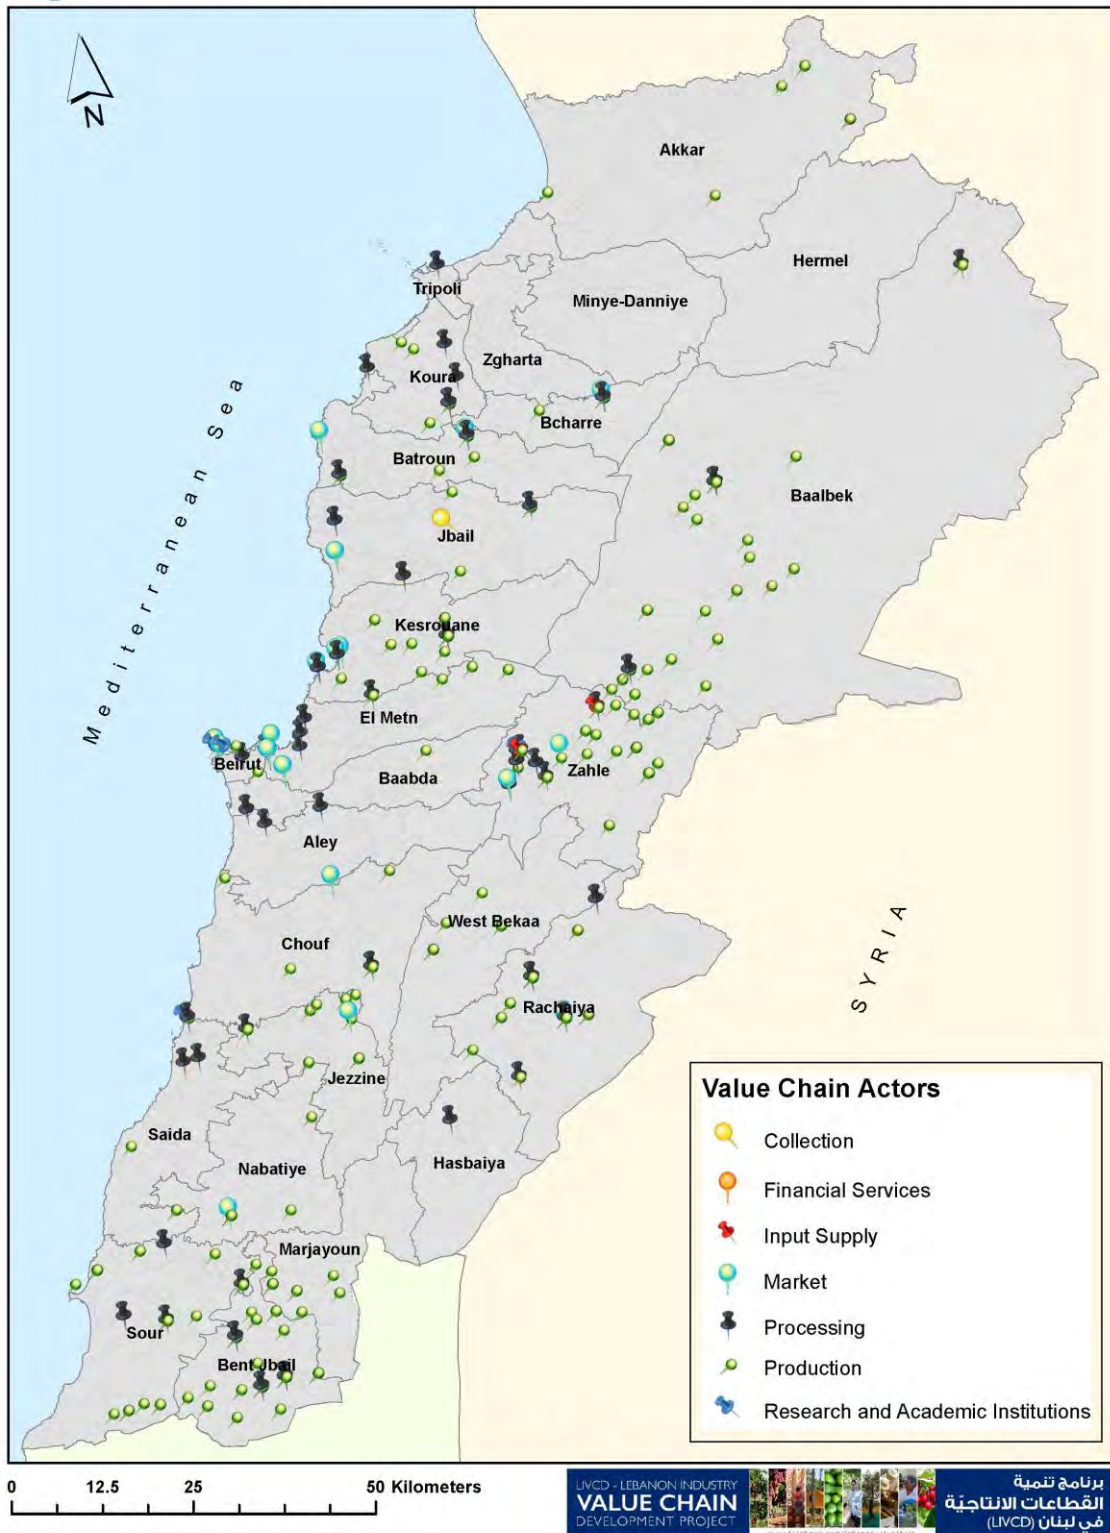 N
Akkar
Hermel
Tripoli
Minye-Danniye
Zgharta
Koura
Bcharre
Batroun
Baalbek
Jbail
Kesrouane
Mediterranean Sea
El Metn
Beirut
Baabda
Zahle
Aley
West Bekaa
Chouf
SYRIA
Rachaiya
Jezzine
Saida
Hasbaiya
Nabatiye
Marjayoun
Sour
Bent Jbail
Value Chain Actors
Collection
Financial Services
Input Supply
Market
Processing
Production
Research and Academic Institutions
0 12.5 25 50 Kilometers
LIVCD - LEBANON INDUSTRY
VALUE CHAIN
DEVELOPMENT PROJECT
برنامج تنمية
القطاعات الانتاجيّة
في لبنان (LIVCD)